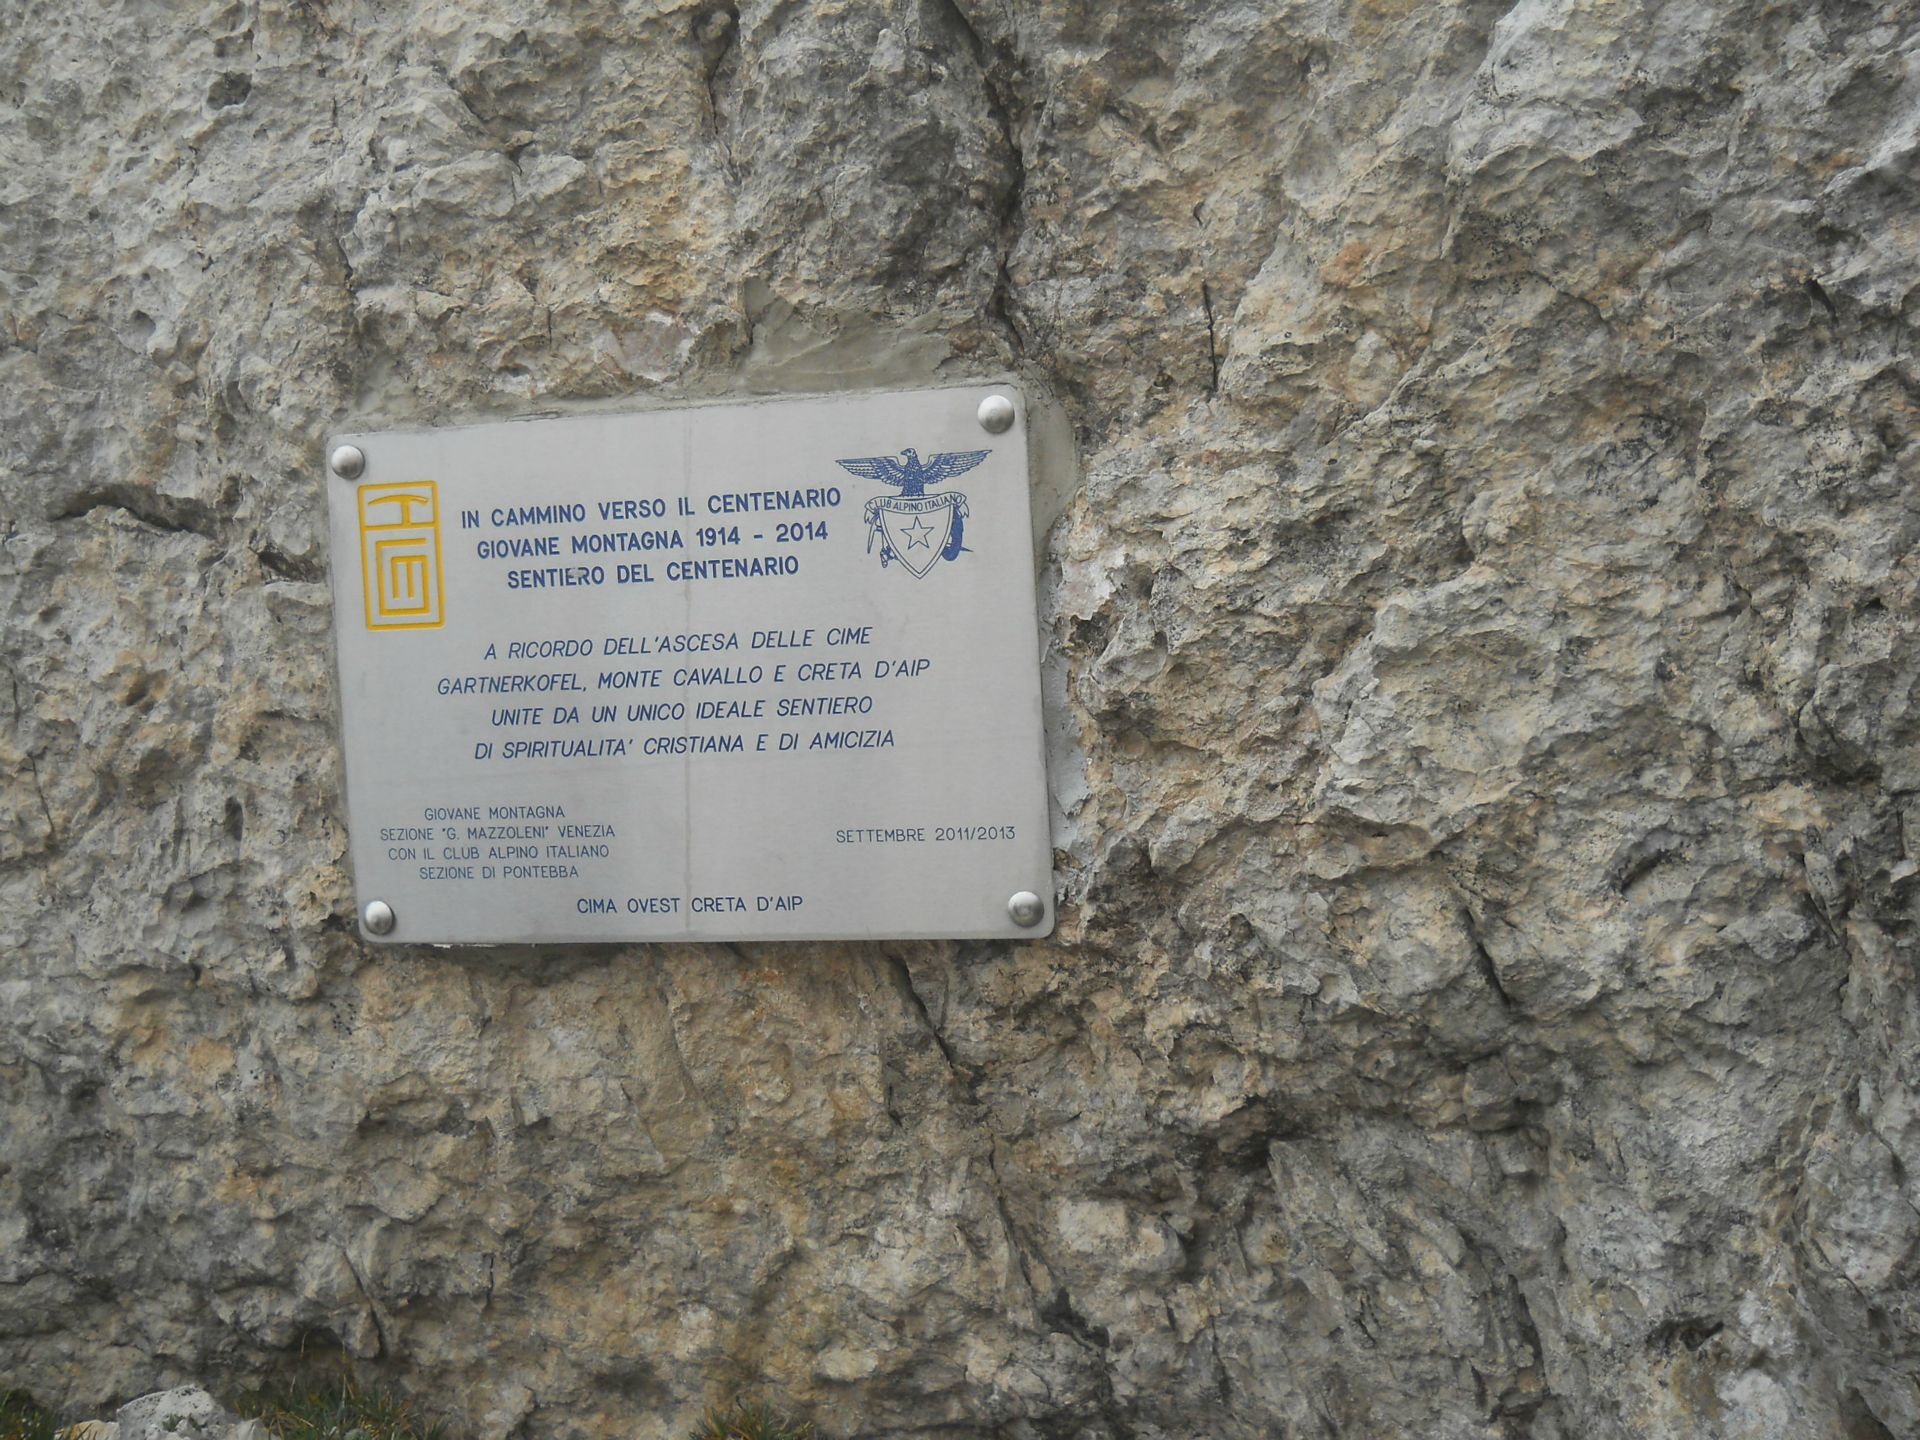 IN CAMMINO VERSO IL CENTENARIO
GIOVANE MONTAGNA 1914 - 2014
SENTIERO DEL CENTENARIO
CLUB ALPINO ITALIANO
A RICORDO DELL'ASCESA DELLE CIME
GARTNERKOFEL, MONTE CAVALLO E CRETA D'AIP
UNITE DA UN UNICO IDEALE SENTIERO
DI SPIRITUALITA' CRISTIANA E DI AMICIZIA
GIOVANE MONTAGNA
SEZIONE "G. MAZZOLENI" VENEZIA
CON IL CLUB ALPINO ITALIANO
SEZIONE DI PONTEBBA
SETTEMBRE 2011/2013
CIMA OVEST CRETA D'AIP